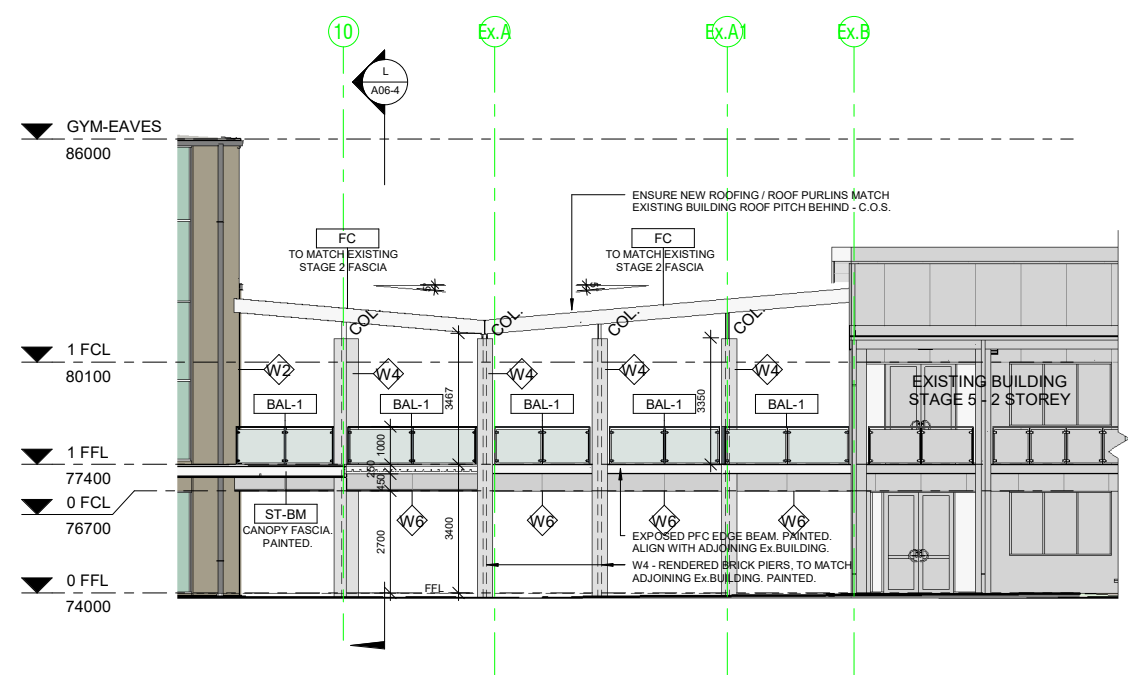 10
Ex.A
Ex.A1
Ex.B
L
A06-4
GYM-EAVES
86000
ENSURE NEW ROOFING / ROOF PURLINS MATCH
EXISTING BUILDING ROOF PITCH BEHIND - C.O.S.
FC
TO MATCH EXISTING
STAGE 2 FASCIA
FC
TO MATCH EXISTING
STAGE 2 FASCIA
5°
5°
COL.
COL.
COL.
1 FCL
80100
W2
W4
W4
W4
W4
3467
3350
EXISTING BUILDING
STAGE 5 - 2 STOREY
BAL-1
BAL-1
BAL-1
BAL-1
BAL-1
1000
1 FFL
77400
250
450
0 FCL
76700
ST-BM
CANOPY FASCIA.
PAINTED.
W6
W6
W6
W6
2700
3400
EXPOSED PFC EDGE BEAM. PAINTED.
ALIGN WITH ADJOINING Ex.BUILDING.
W4 - RENDERED BRICK PIERS, TO MATCH
ADJOINING Ex.BUILDING. PAINTED.
0 FFL
74000
FFL